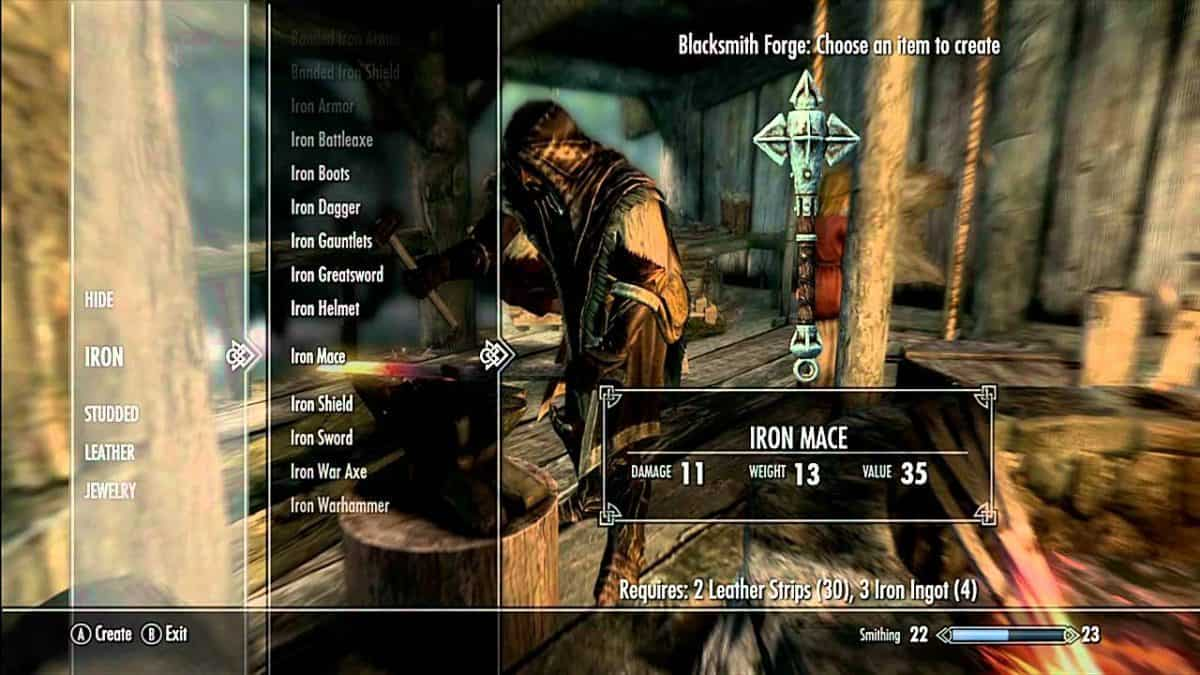 Blacksmith Forge: Choose an item to create
HIDE
IRON
STUDDED
LEATHER
JEWELRY
Banded Iron Armor
Banded Iron Shield
Iron Armor
Iron Battleaxe
Iron Boots
Iron Dagger
Iron Gauntlets
Iron Greatsword
Iron Helmet
Iron Mace
Iron Shield
Iron Sword
Iron War Axe
Iron Warhammer
IRON MACE
DAMAGE 11 WEIGHT 13 VALUE 35
Requires: 2 Leather Strips (30), 3 Iron Ingot (4)
A Create B Exit
Smithing 22 23